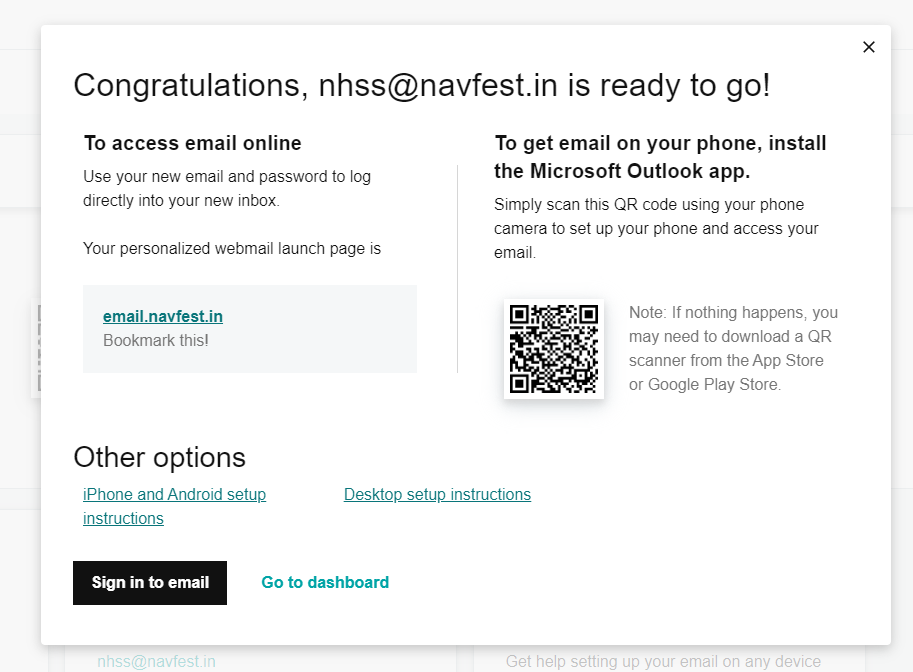 Congratulations, nhss@navfest.in is ready to go!
To access email online
Use your new email and password to log
directly into your new inbox.
Your personalized webmail launch page is
email.navfest.in
Bookmark this!
To get email on your phone, install
the Microsoft Outlook app.
Simply scan this QR code using your phone
camera to set up your phone and access your
email.
Note: If nothing happens, you
may need to download a QR
scanner from the App Store
or Google Play Store.
Other options
iPhone and Android setup
instructions
Desktop setup instructions
Sign in to email
Go to dashboard
nhss@navfest.in
Get help setting up your email on any device